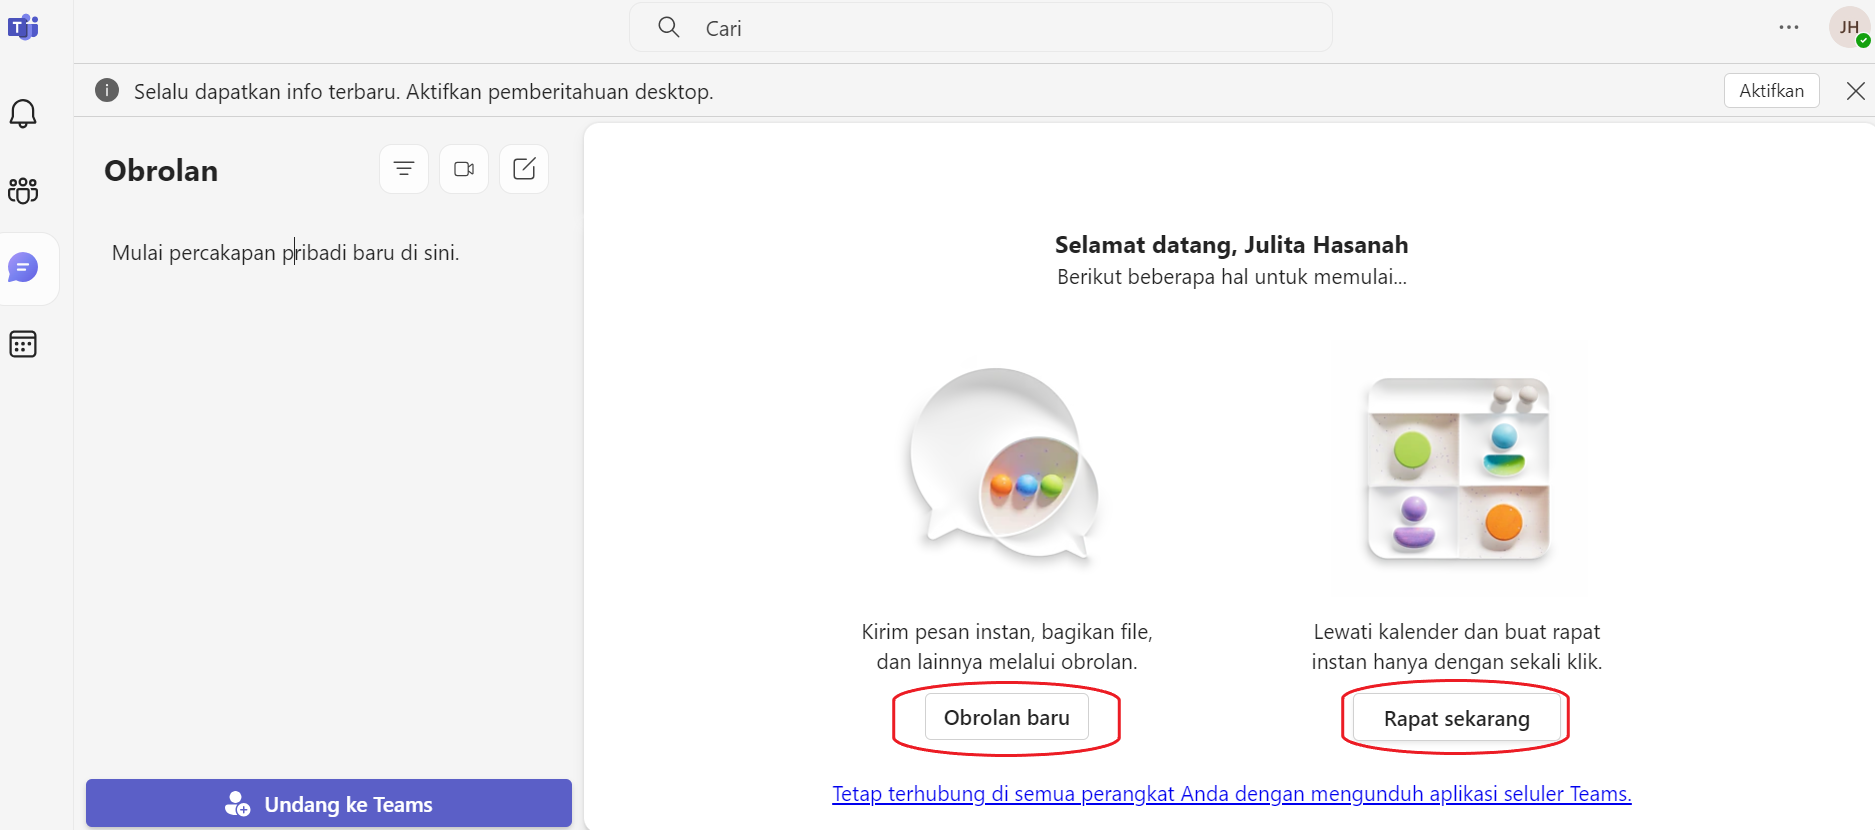 Cari
JH
Selalu dapatkan info terbaru. Aktifkan pemberitahuan desktop.
Aktifkan
Obrolan
Mulai percakapan pribadi baru di sini.
Selamat datang, Julita Hasanah
Berikut beberapa hal untuk memulai...
Kirim pesan instan, bagikan file,
dan lainnya melalui obrolan.
Obrolan baru
Lewati kalender dan buat rapat
instan hanya dengan sekali klik.
Rapat sekarang
Tetap terhubung di semua perangkat Anda dengan mengunduh aplikasi seluler Teams.
Undang ke Teams